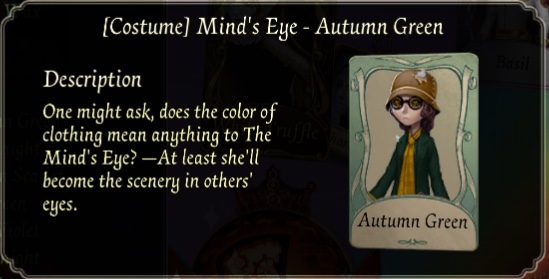 [Costume] Mind's Eye - Autumn Green
Description
One might ask, does the color of
clothing mean anything to The
Mind's Eye? —At least she'll
become the scenery in others'
eyes.
Autumn Green
Basil